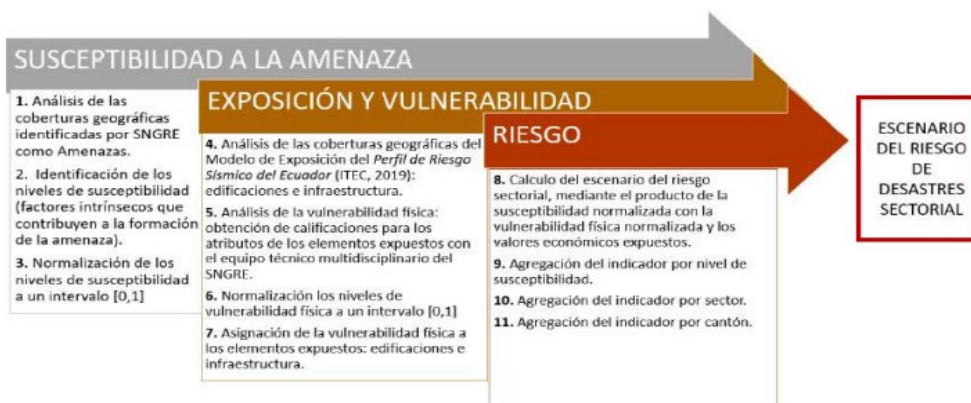 SUSCEPTIBILIDAD A LA AMENAZA
1. Análisis de las
coberturas geográficas
identificadas por SNGRE
como Amenazas.
2. Identificación de los
niveles de susceptibilidad
(factores intrínsecos que
contribuyen a la formación
de la amenaza).
3. Normalización de los
niveles de susceptibilidad
a un intervalo [0,1]
EXPOSICIÓN Y VULNERABILIDAD
4. Análisis de las coberturas geográficas del
Modelo de Exposición del Perfil de Riesgo
Sísmico del Ecuador (ITEC, 2019):
edificaciones e infraestructura.
5. Análisis de la vulnerabilidad física:
obtención de calificaciones para los
atributos de los elementos expuestos con
el equipo técnico multidisciplinario del
SNGRE.
6. Normalización los niveles de
vulnerabilidad física a un intervalo [0,1]
7. Asignación de la vulnerabilidad física a
los elementos expuestos: edificaciones e
infraestructura.
RIESGO
8. Calculo del escenario del riesgo
sectorial, mediante el producto de la
susceptibilidad normalizada con la
vulnerabilidad física normalizada y los
valores económicos expuestos.
9. Agregación del indicador por nivel de
susceptibilidad.
10. Agregación del indicador por sector.
11. Agregación del indicador por cantón.
ESCENARIO
DEL RIESGO
DE
DESASTRES
SECTORIAL